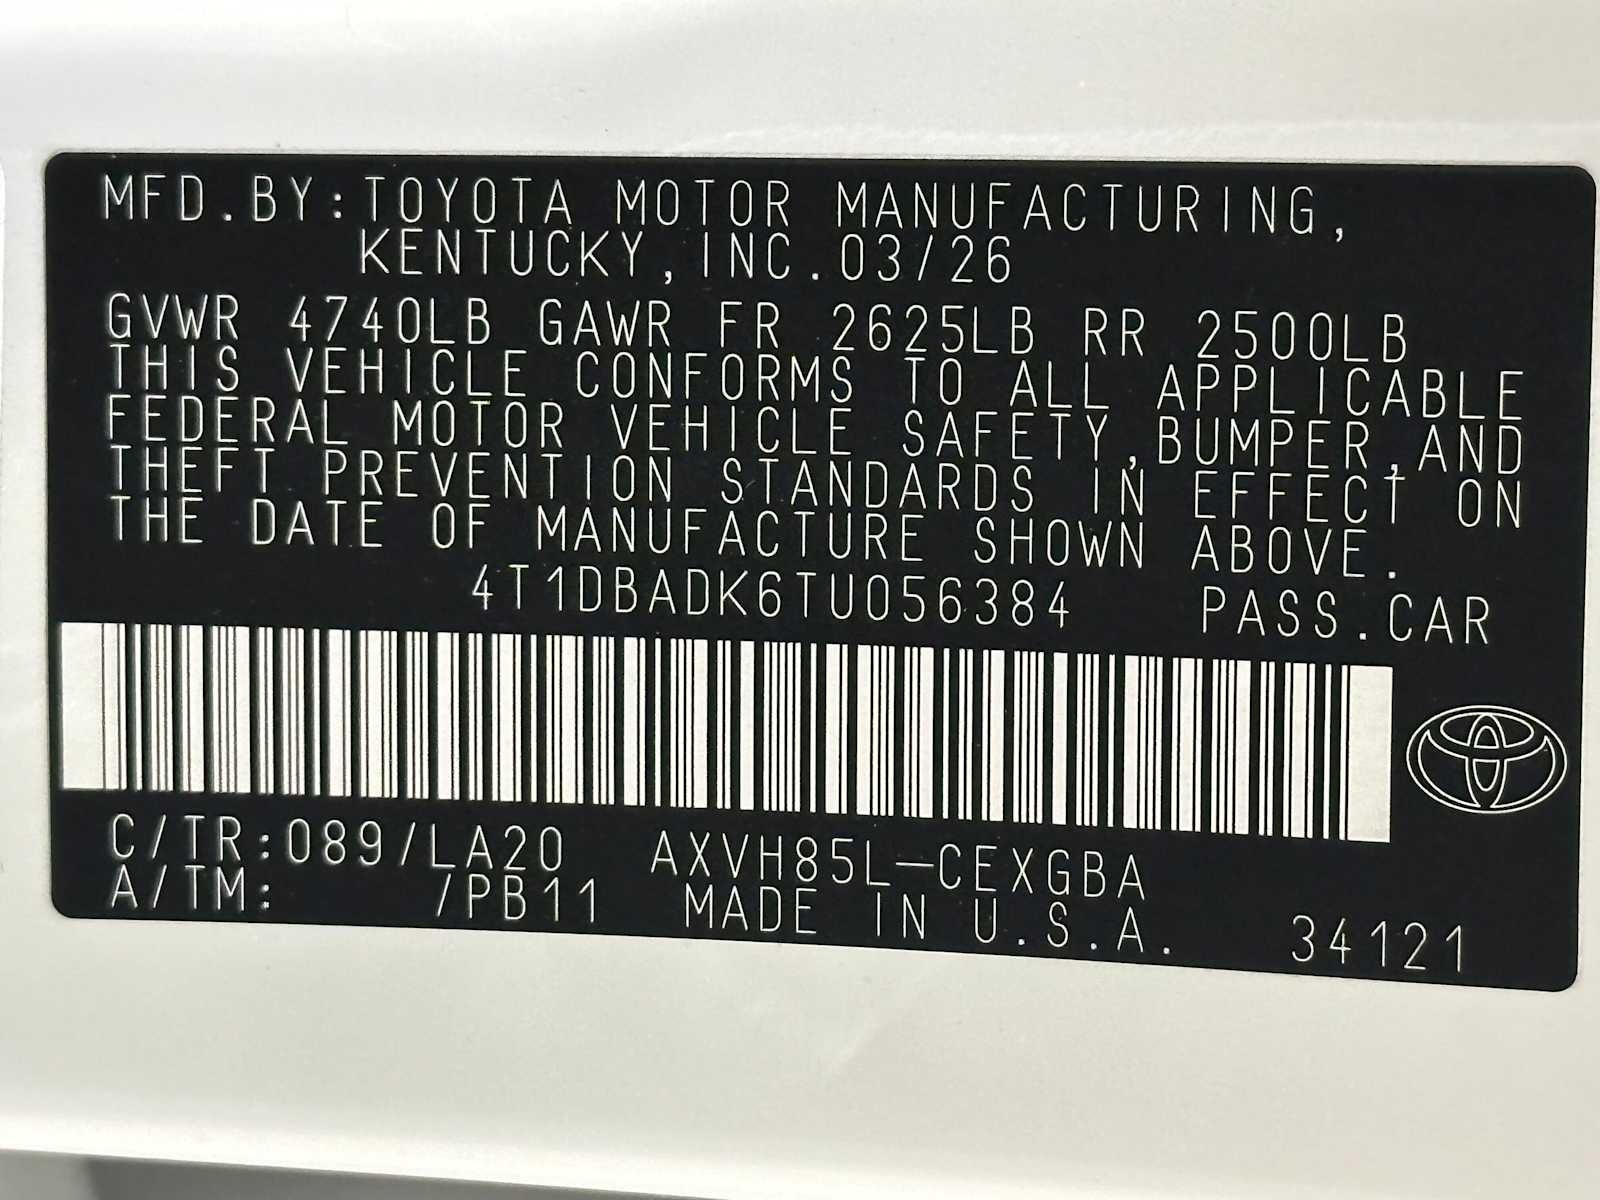 MFD.BY:TOYOTA MOTOR MANUFACTURING,
KENTUCKY,INC.03/26
GVWR 4740LB GAWR FR 2625LB RR 2500LB
THIS VEHICLE CONFORMS TO ALL APPLICABLE
FEDERAL MOTOR VEHICLE SAFETY,BUMPER,AND
THEFT PREVENTION STANDARDS IN EFFECT ON
THE DATE OF MANUFACTURE SHOWN ABOVE.
4T1DBADK6TU056384 PASS.CAR
C/TR:089/LA20 AXVH85L-CEXGBA
A/TM: /PB11 MADE IN U.S.A. 34121